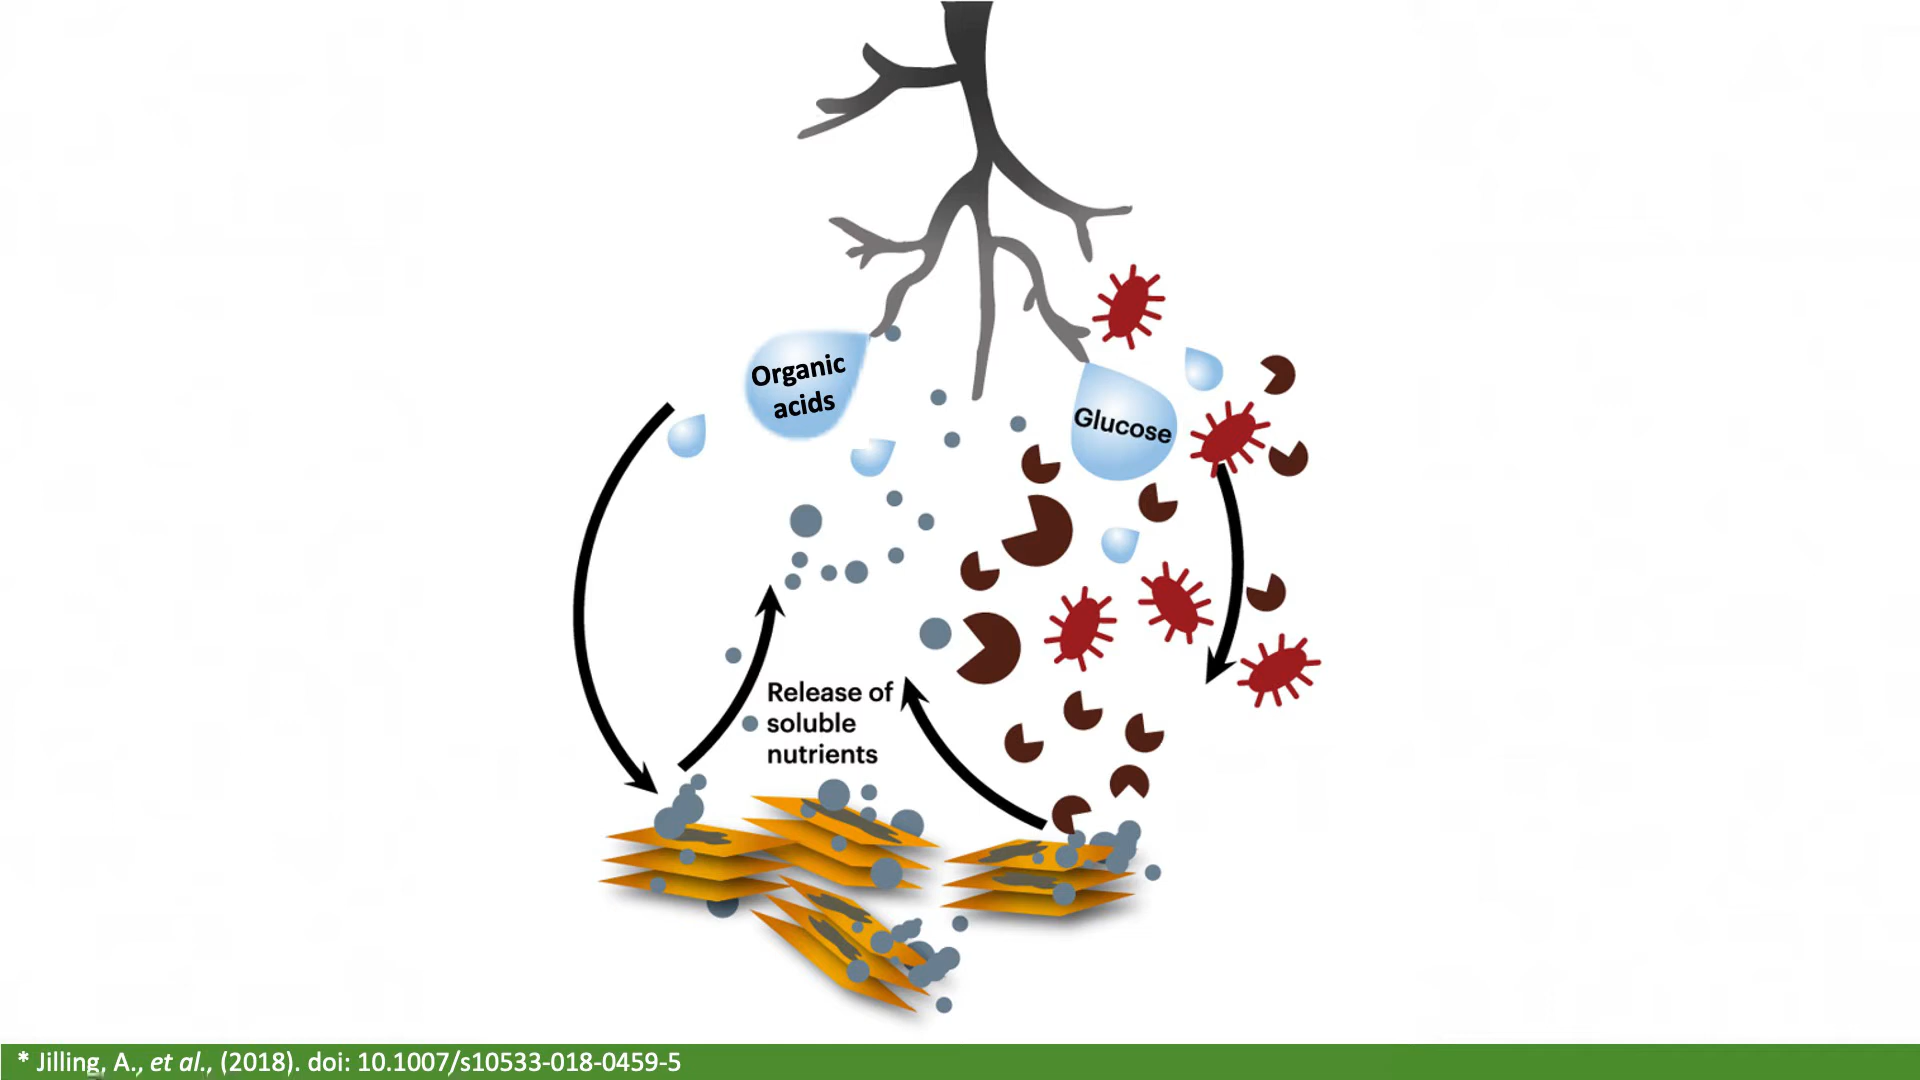 Organic
acids
Glucose
Release of
soluble
nutrients
* Jilling, A., et al., (2018). doi: 10.1007/s10533-018-0459-5